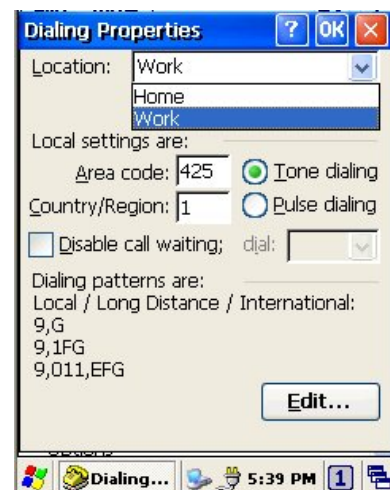 Dialing Properties ? OK
Location: Work
Home
Work
Local settings are:
Area code: 425 Tone dialing
Country/Region: 1 Pulse dialing
Disable call waiting; dial:
Dialing patterns are:
Local / Long Distance / International:
9,G
9,1FG
9,011,EFG
Edit...
Dialing... 5:39 PM 1